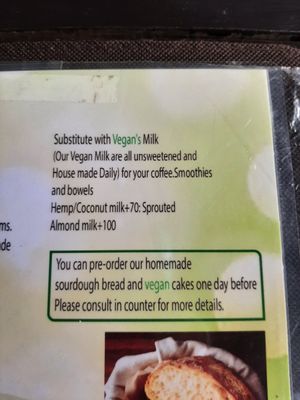 Substitute with Vegan's Milk
(Our Vegan Milk are all unsweetened and
House made Daily) for your coffee.Smoothies
and bowels
Hemp/Coconut milk+70: Sprouted
Almond milk+100
ms.
de
You can pre-order our homemade
sourdough bread and vegan cakes one day before
Please consult in counter for more details.